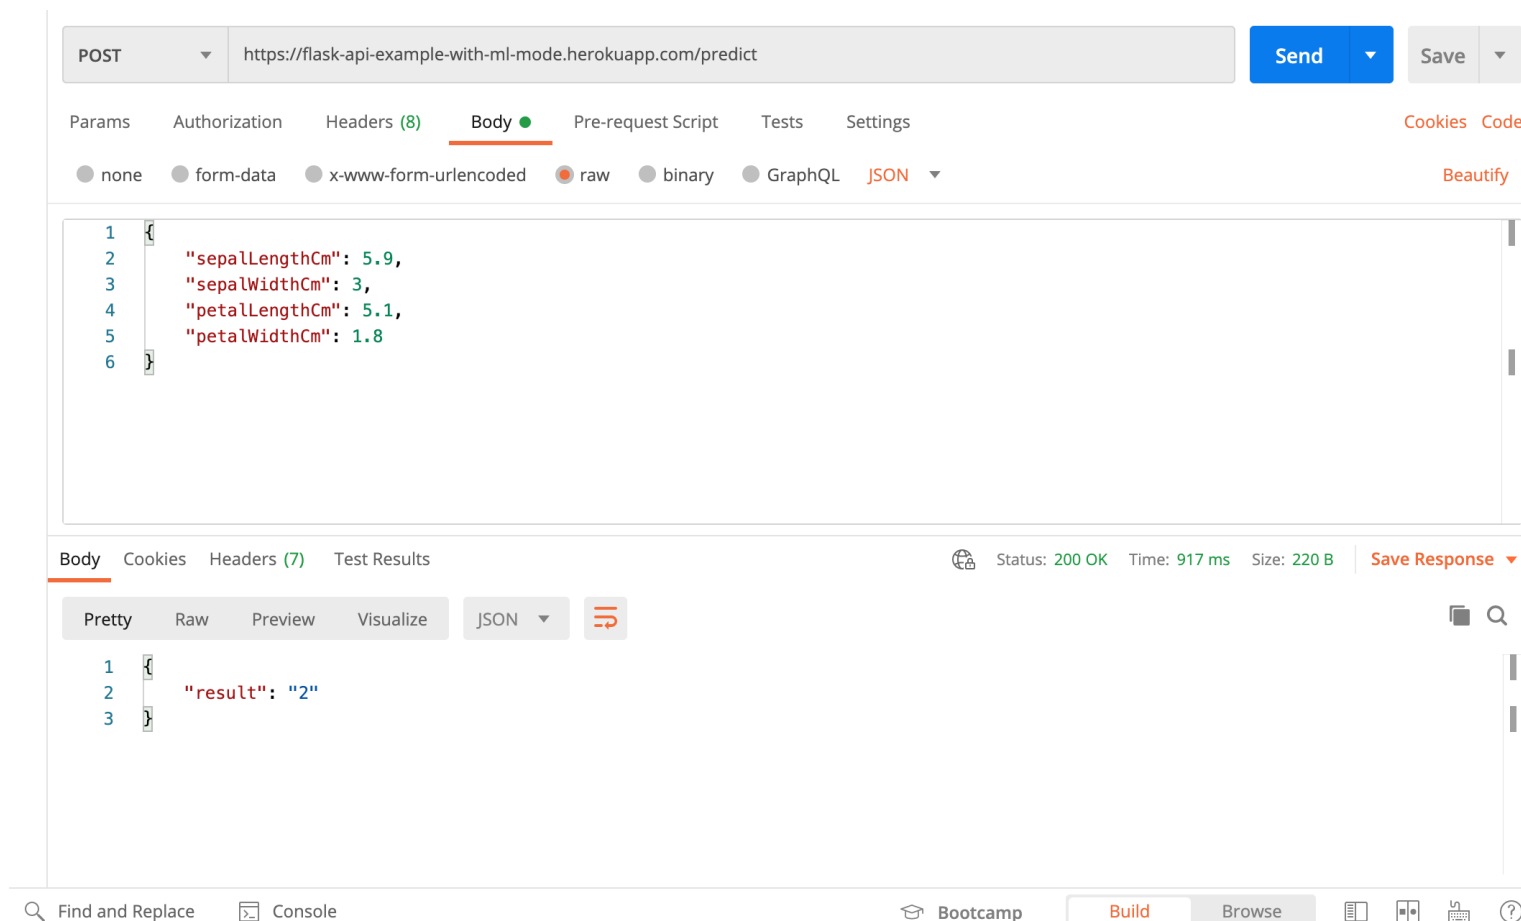 POST https://flask-api-example-with-ml-mode.herokuapp.com/predict Send Save
Params Authorization Headers (8) Body Pre-request Script Tests Settings Cookies Code
none form-data x-www-form-urlencoded raw binary GraphQL JSON Beautify
1 {
2 "sepalLengthCm": 5.9,
3 "sepalWidthCm": 3,
4 "petalLengthCm": 5.1,
5 "petalWidthCm": 1.8
6 }
Body Cookies Headers (7) Test Results Status: 200 OK Time: 917 ms Size: 220 B Save Response
Pretty Raw Preview Visualize JSON
1 {
2 "result": "2"
3 }
Find and Replace Console Bootcamp Build Browse